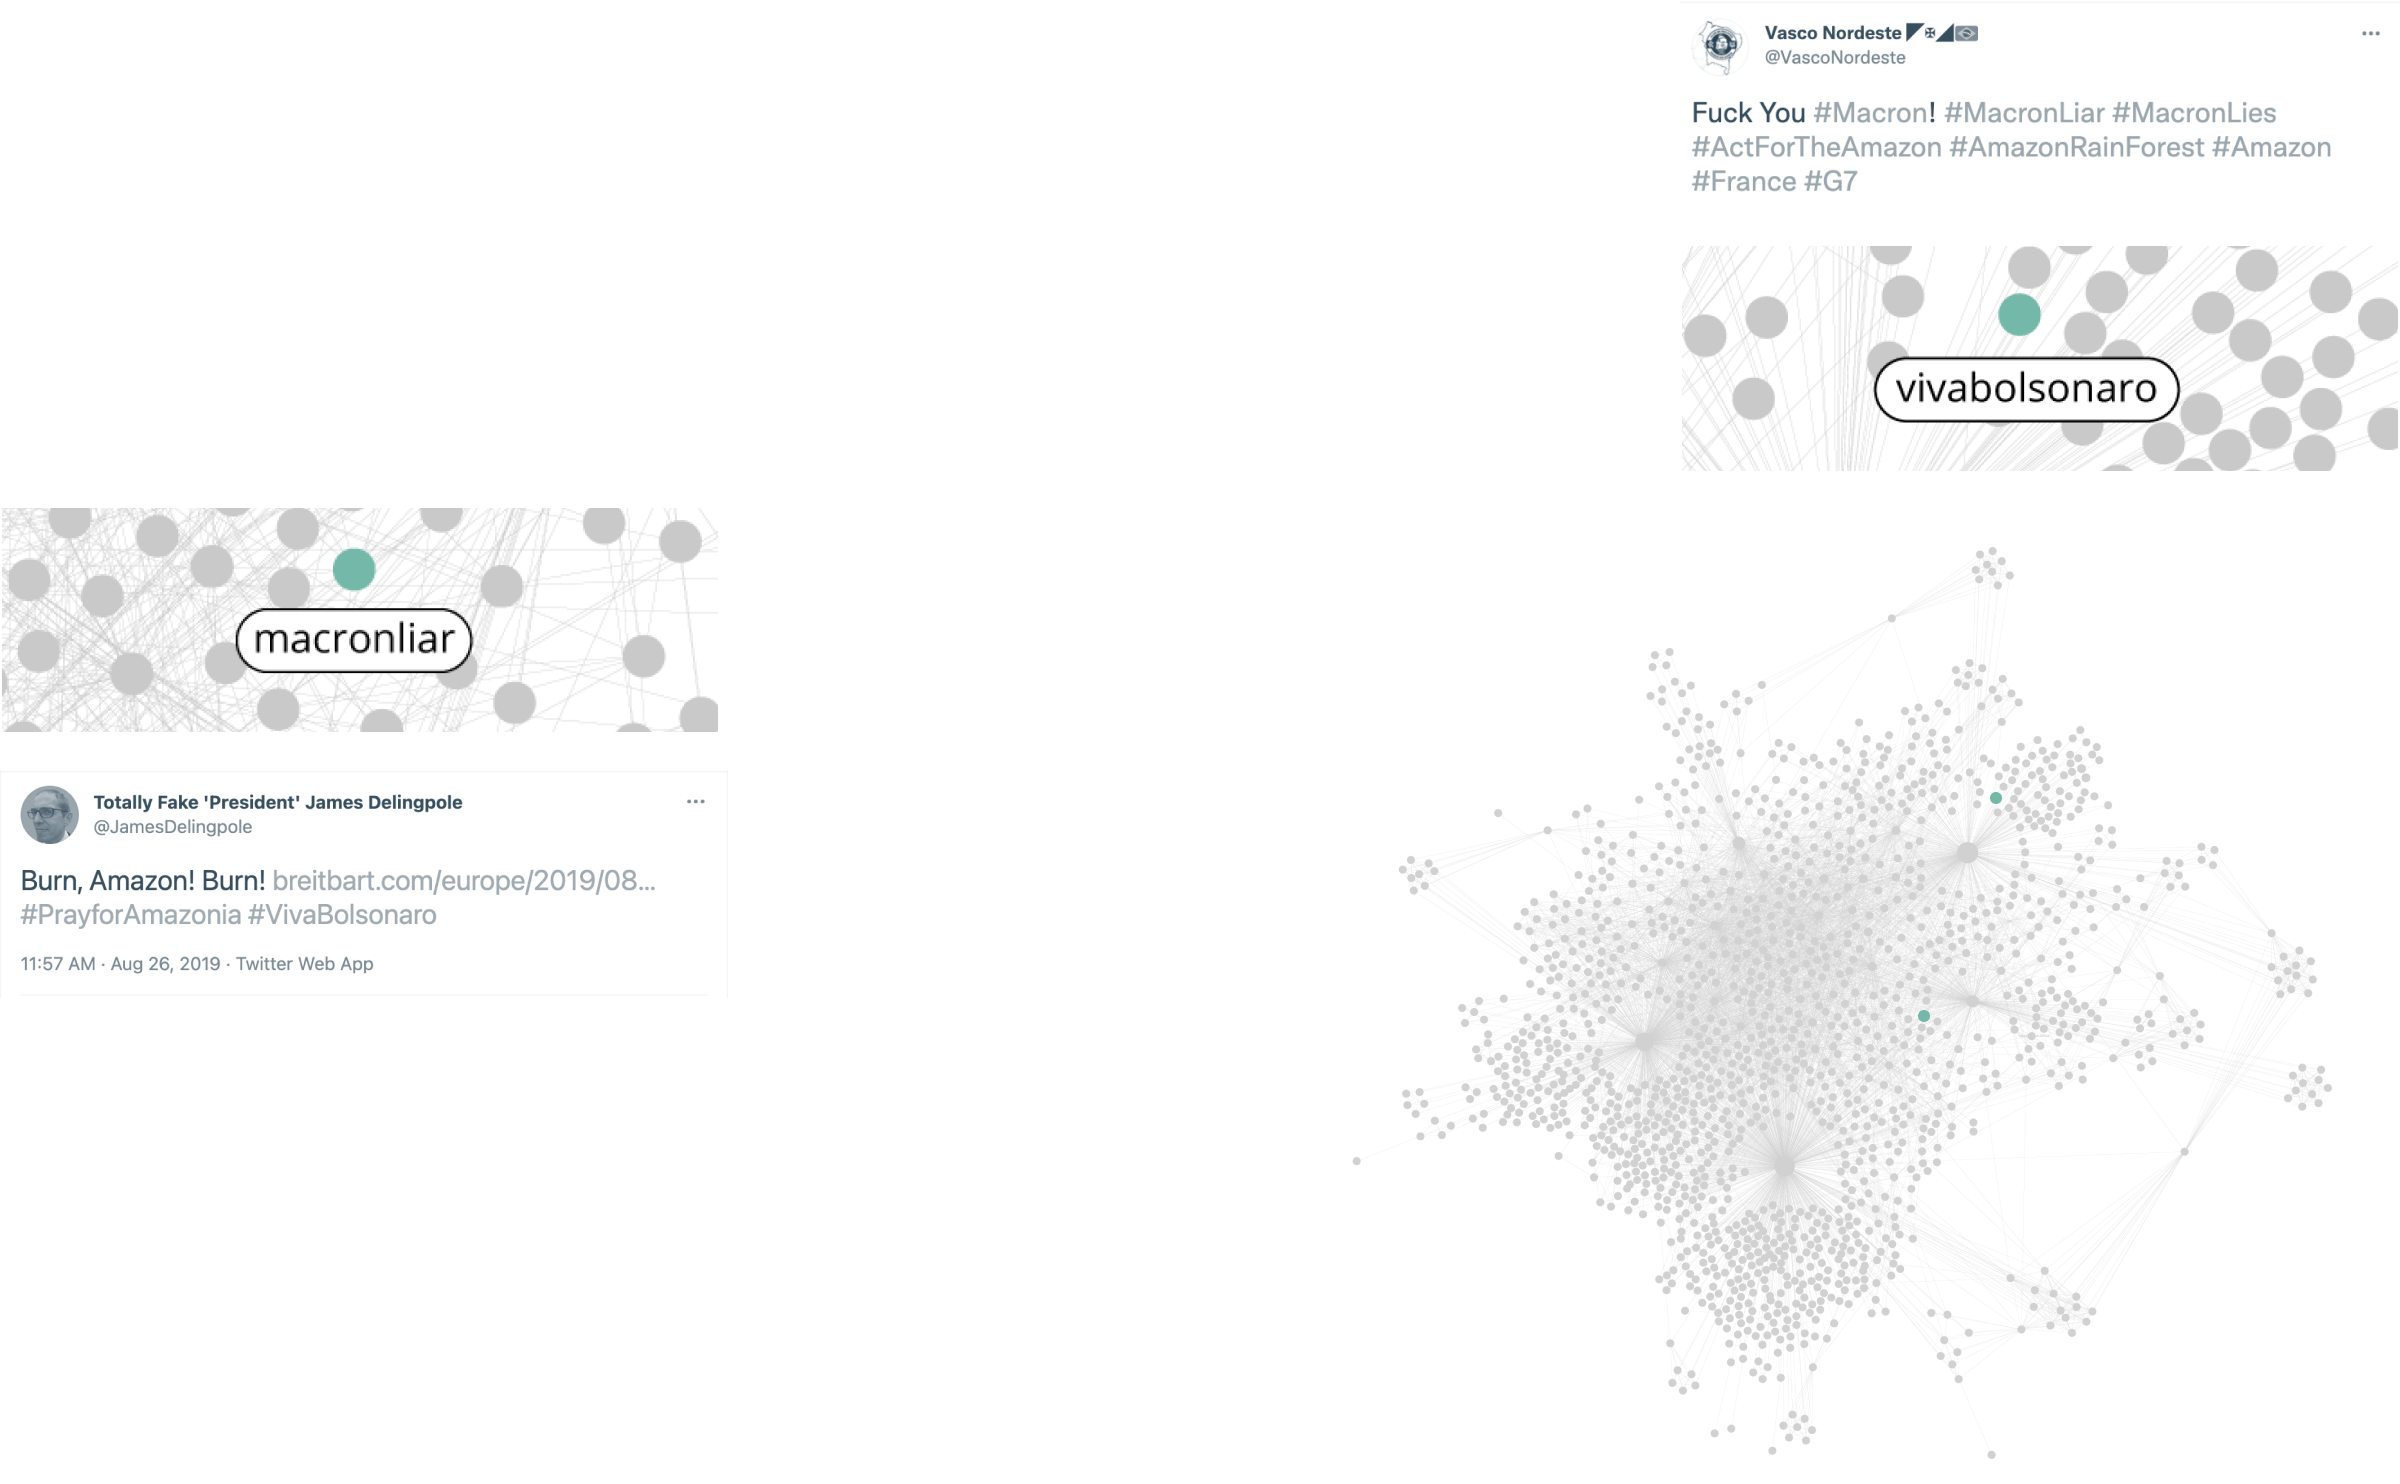 Vasco Nordeste
@VascoNordeste
Fuck You #Macron! #MacronLiar #MacronLies
#ActForTheAmazon #AmazonRainForest #Amazon
#France #G7
vivabolsonaro
macronliar
Totally Fake 'President' James Delingpole
@JamesDelingpole
Burn, Amazon! Burn! breitbart.com/europe/2019/08...
#PrayforAmazonia #VivaBolsonaro
11:57 AM · Aug 26, 2019 · Twitter Web App